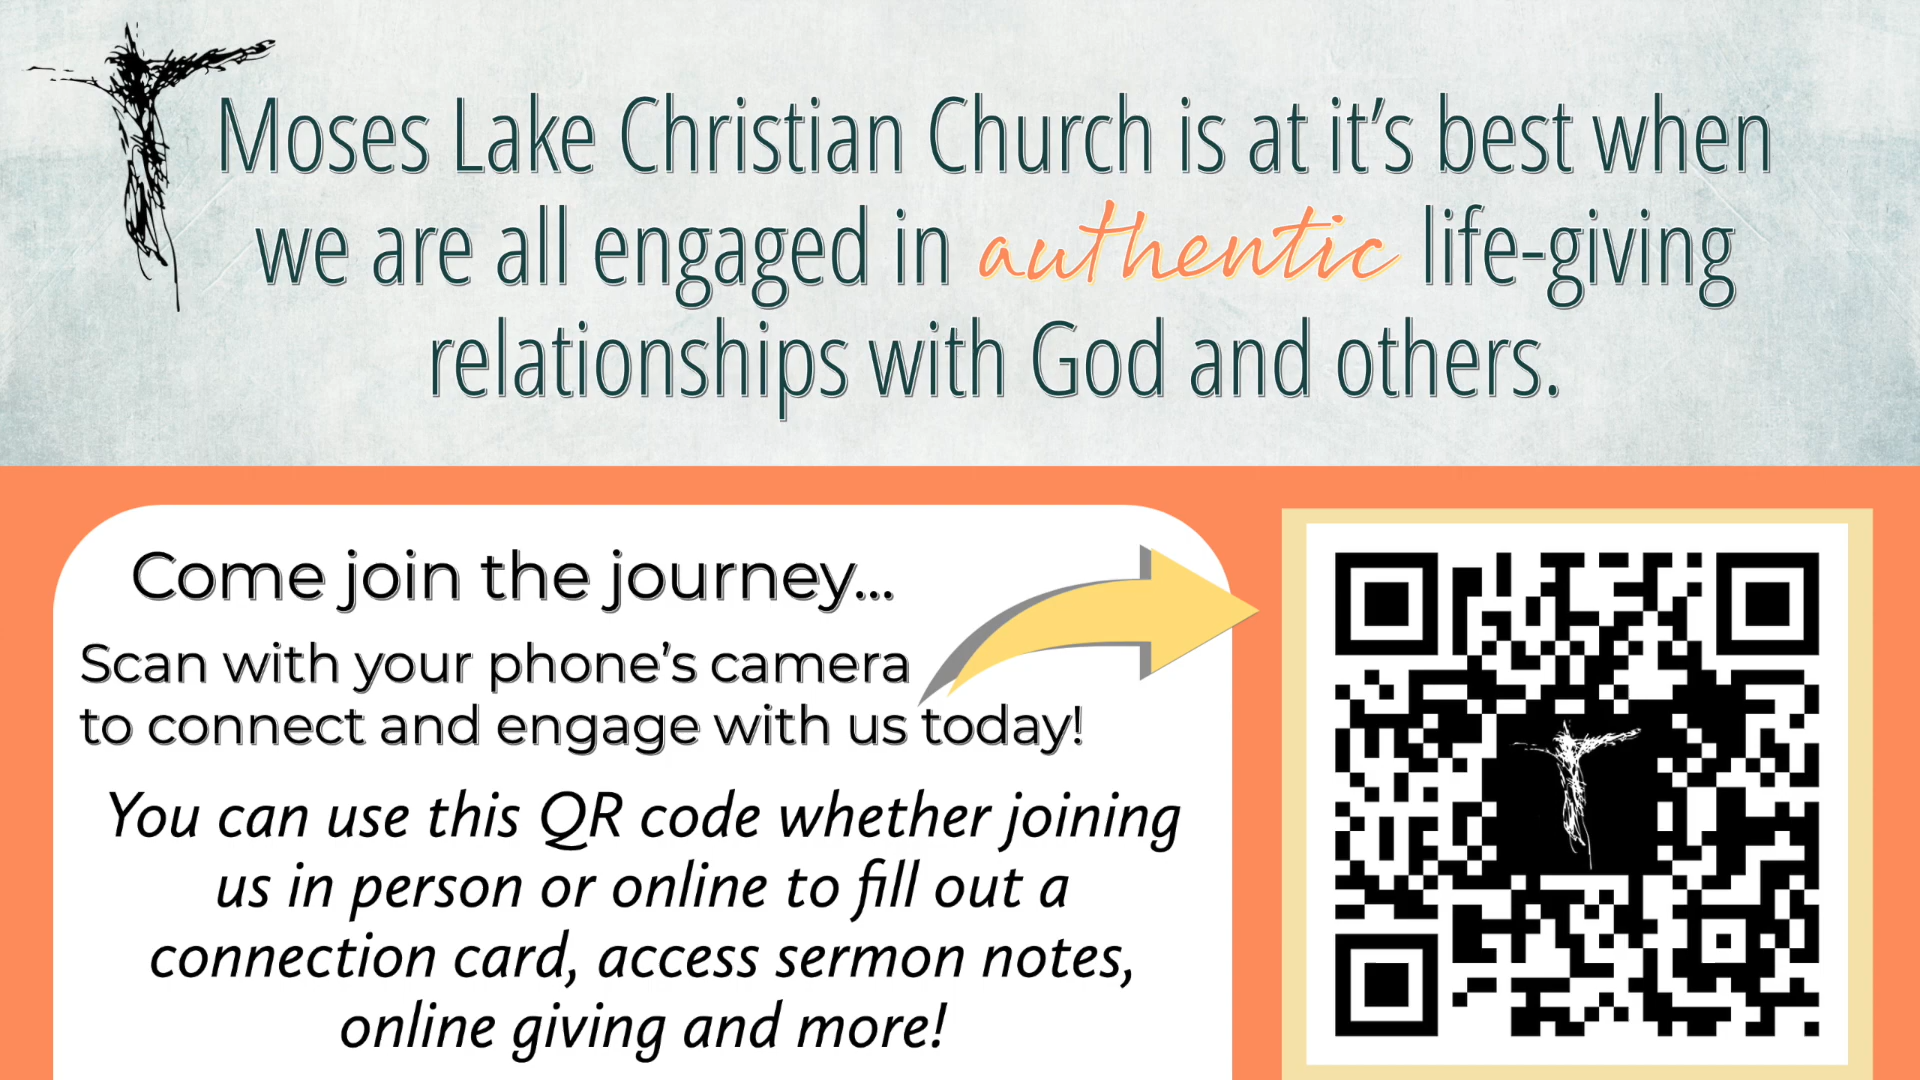 Moses Lake Christian Church is at it’s best when
we are all engaged in authentic life-giving
relationships with God and others.
Come join the journey...
Scan with your phone’s camera
to connect and engage with us today!
You can use this QR code whether joining
us in person or online to fill out a
connection card, access sermon notes,
online giving and more!